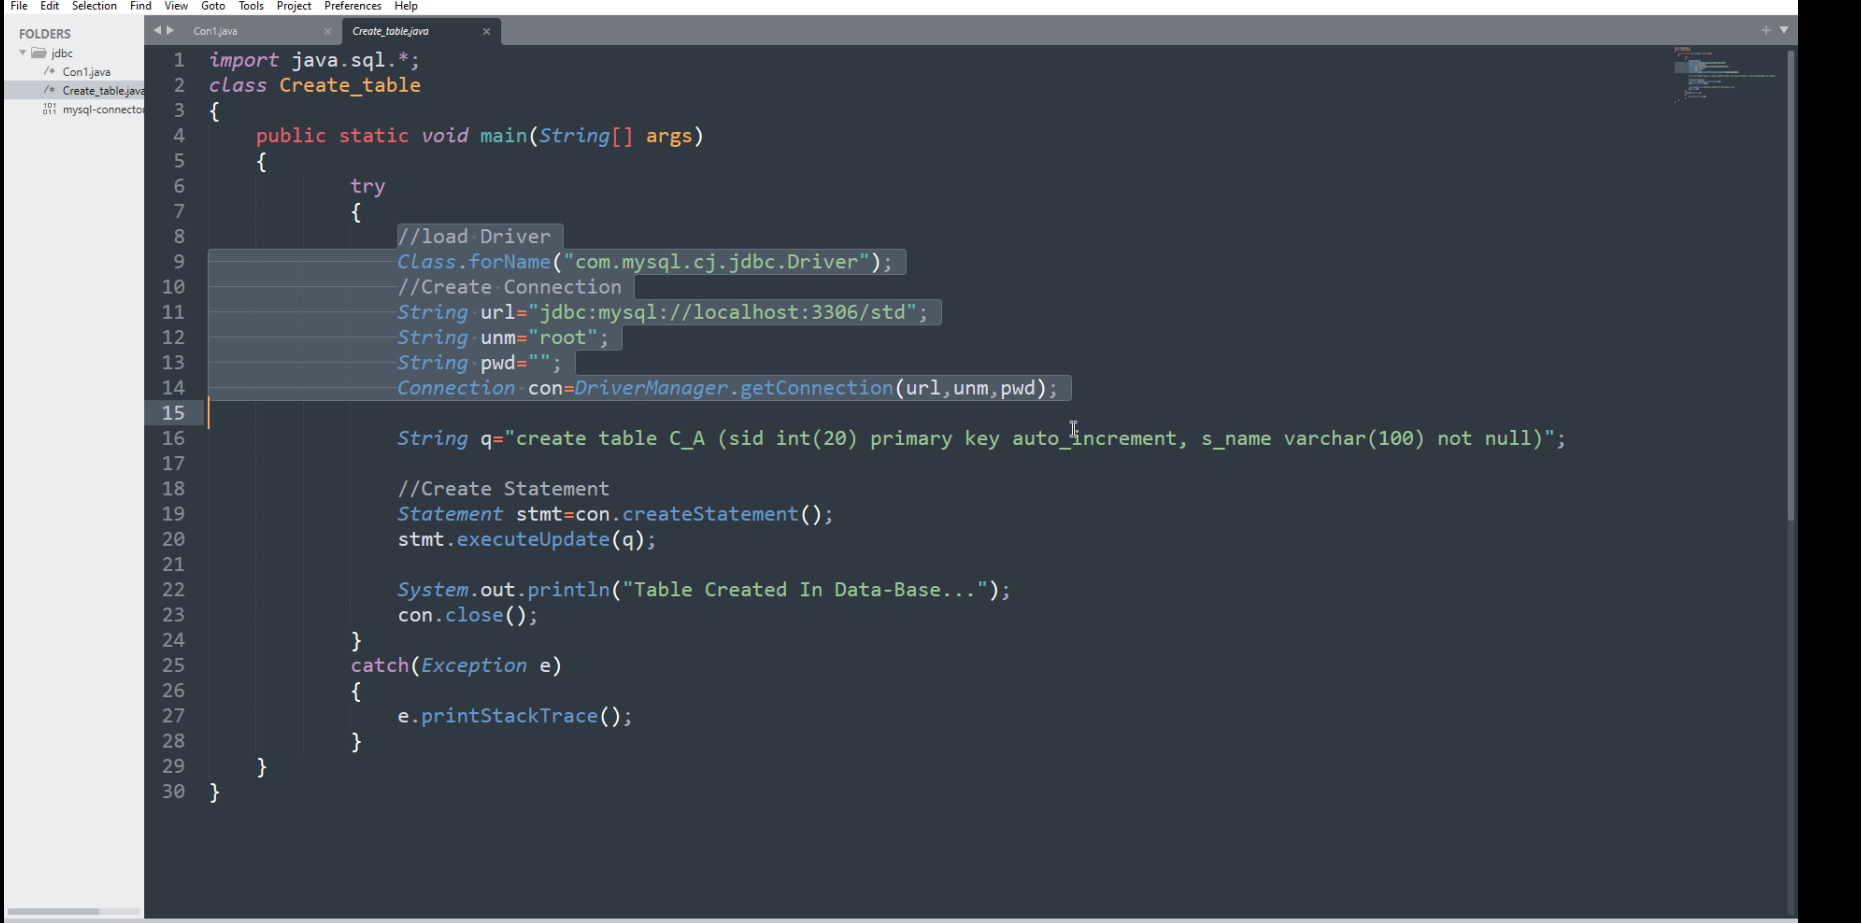 File Edit Selection Find View Goto Tools Project Preferences Help
FOLDERS
jdbc
/* Con1.java
/* Create_table.java
mysql-connecto
Con1.java × Create_table.java ×
1 import java.sql.*;
2 class Create_table
3 {
4 public static void main(String[] args)
5 {
6 try
7 {
8 //load Driver
9 Class.forName("com.mysql.cj.jdbc.Driver");
10 //Create Connection
11 String url="jdbc:mysql://localhost:3306/std";
12 String unm="root";
13 String pwd="";
14 Connection con=DriverManager.getConnection(url,unm,pwd);
15
16 String q="create table C_A (sid int(20) primary key auto_increment, s_name varchar(100) not null)";
17
18 //Create Statement
19 Statement stmt=con.createStatement();
20 stmt.executeUpdate(q);
21
22 System.out.println("Table Created In Data-Base...");
23 con.close();
24 }
25 catch(Exception e)
26 {
27 e.printStackTrace();
28 }
29 }
30 }